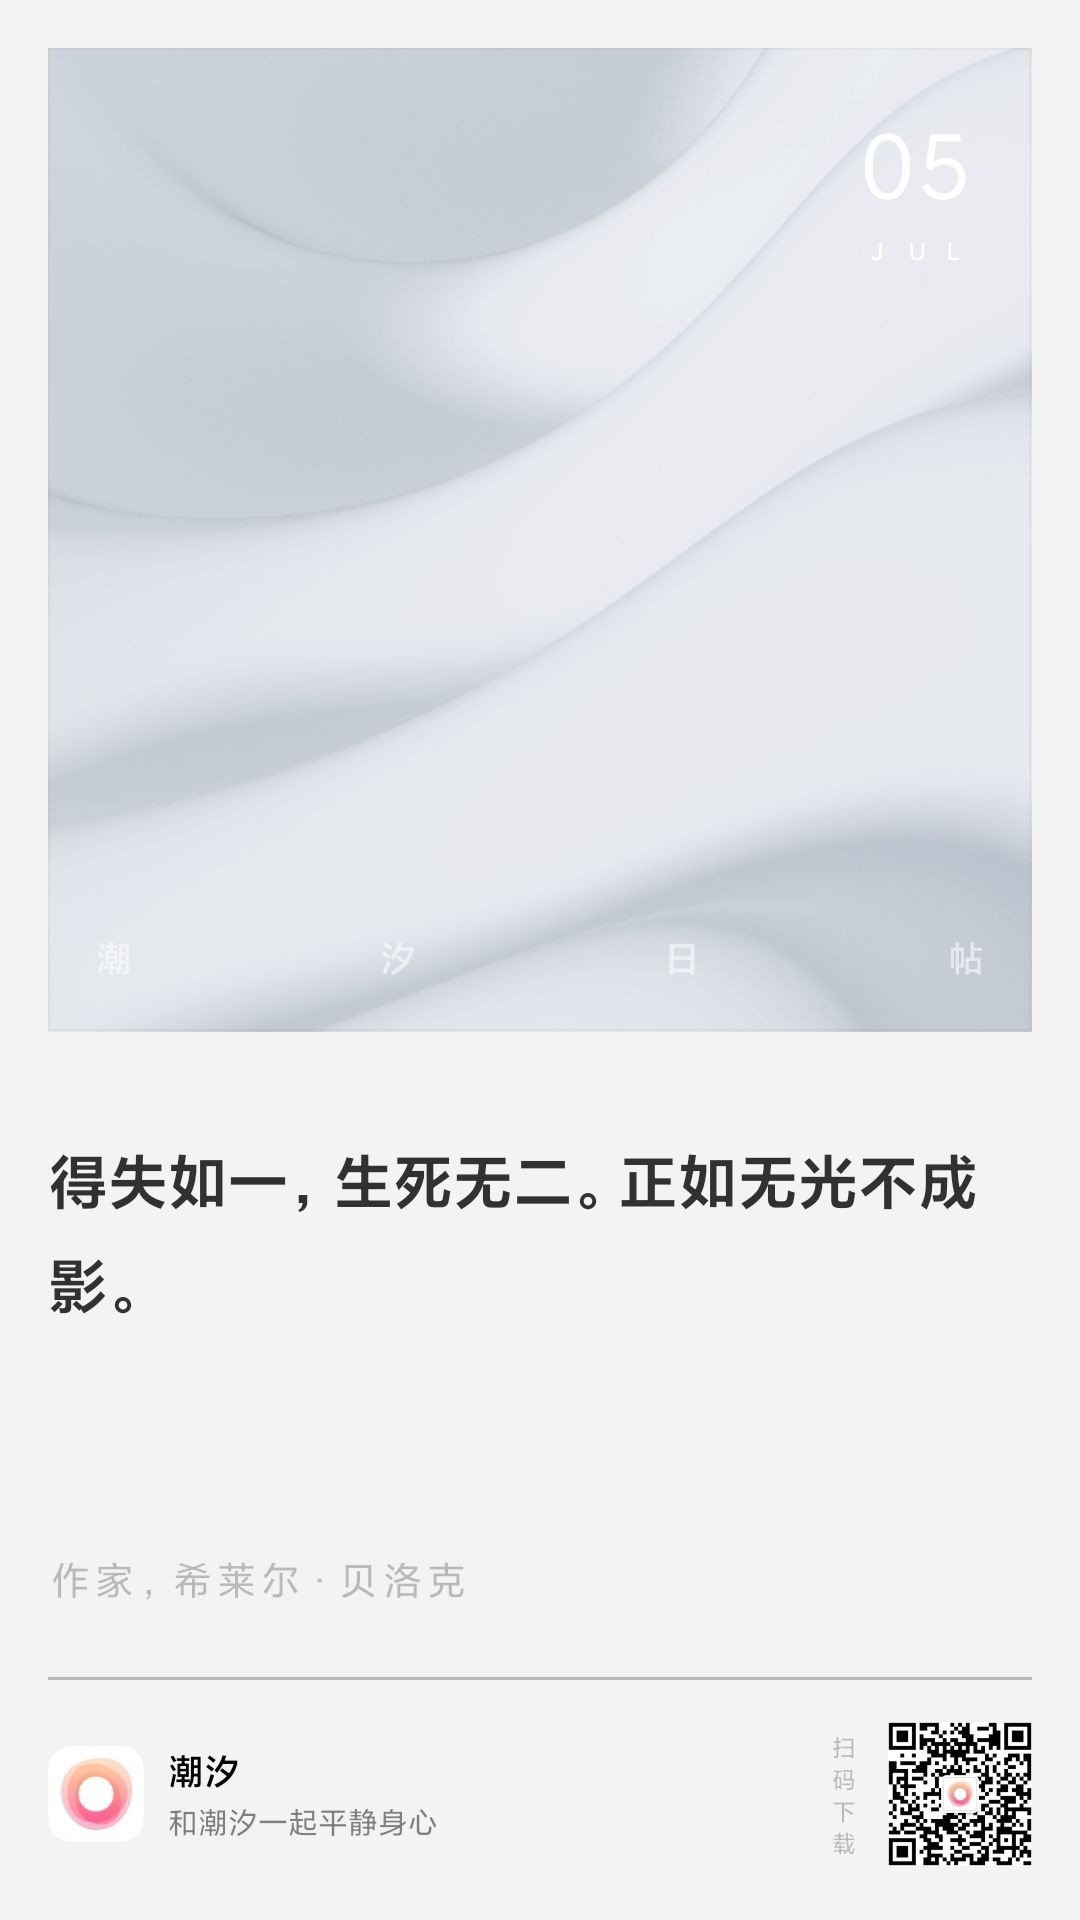 05
JUL
潮汐日帖
得失如一，生死无二。正如无光不成
影。
作家，希莱尔·贝洛克
潮汐
和潮汐一起平静身心
扫码下载